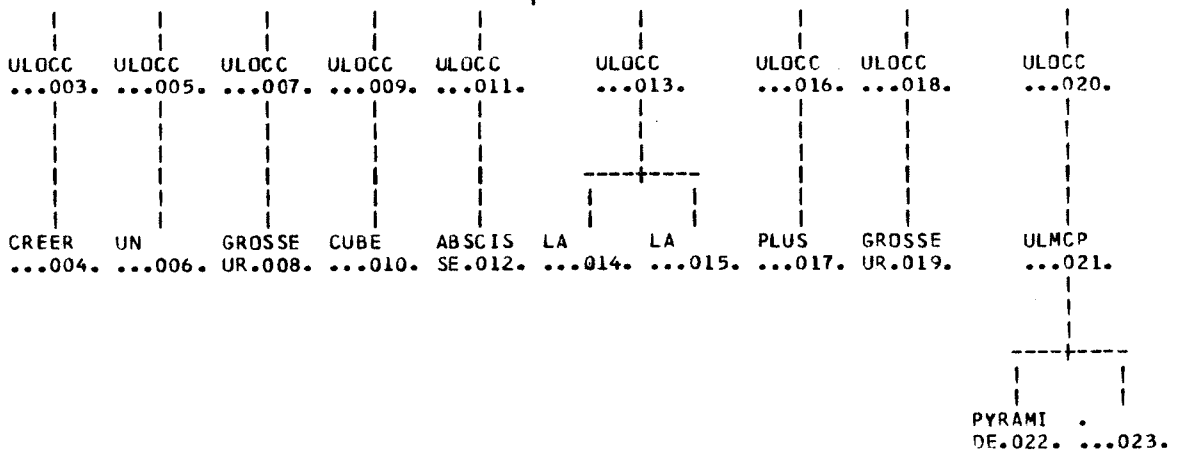 ULOCC ULOCC ULOCC ULOCC ULOCC ULOCC ULOCC ULOCC ULOCC
...003. ...005. ...007. ...009. ...011. ...013. ...016. ...018. ...020.
CREER UN GROSSE CUBE ABSCIS LA LA PLUS GROSSE ULMCP
...004. ...006. UR.008. ...010. SE.012. ...014. ...015. ...017. UR.019. ...021.
PYRAMI .
DE.022. ...023.